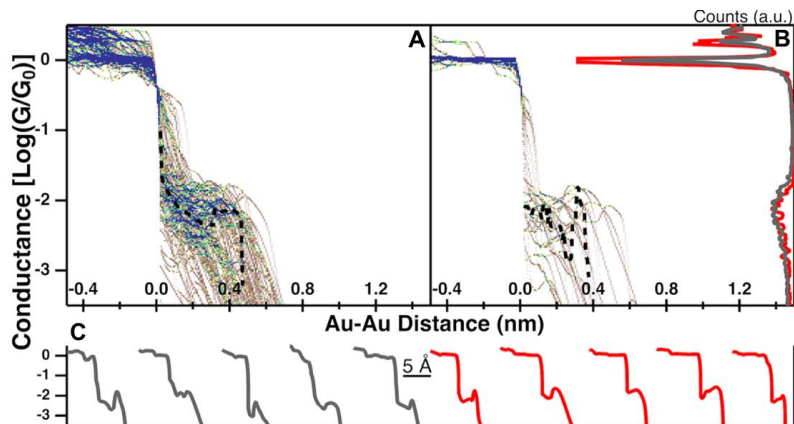 Counts (a.u.)
A
B
0
-1
-2
-3
Conductance [Log(G/G0)]
-0.4 0.0 0.4 0.8 1.2
-0.4 0.0 0.4 0.8 1.2
Au-Au Distance (nm)
C
0
-1
-2
-3
5 Å